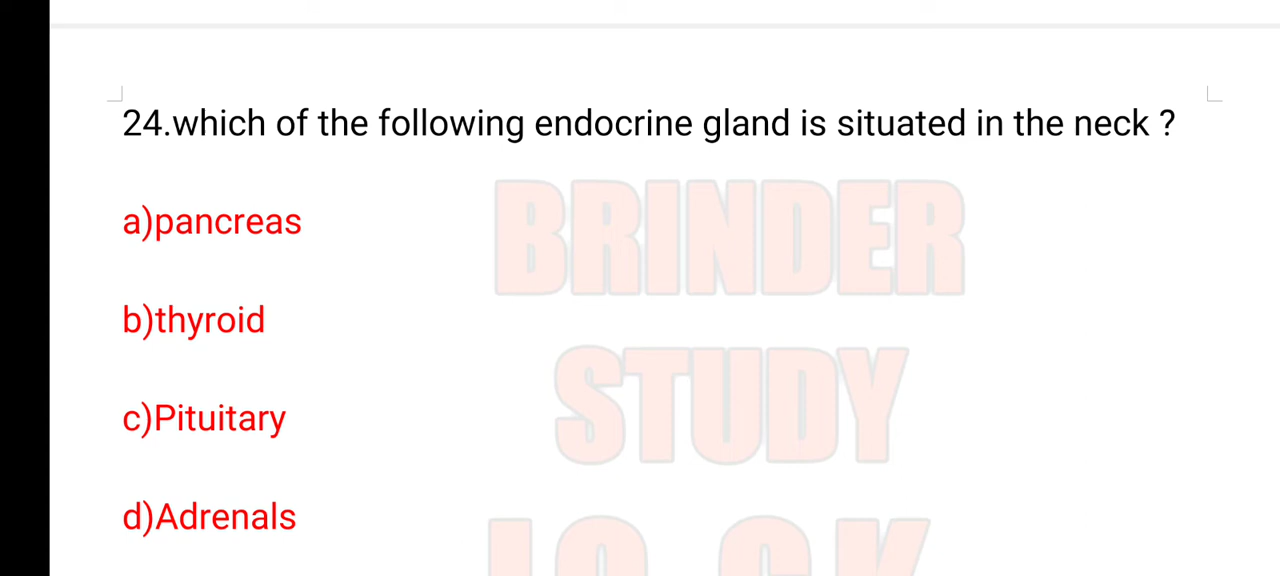 24.which of the following endocrine gland is situated in the neck ?
a)pancreas
BRINDER
b)thyroid
STUDY
c)Pituitary
d)Adrenals